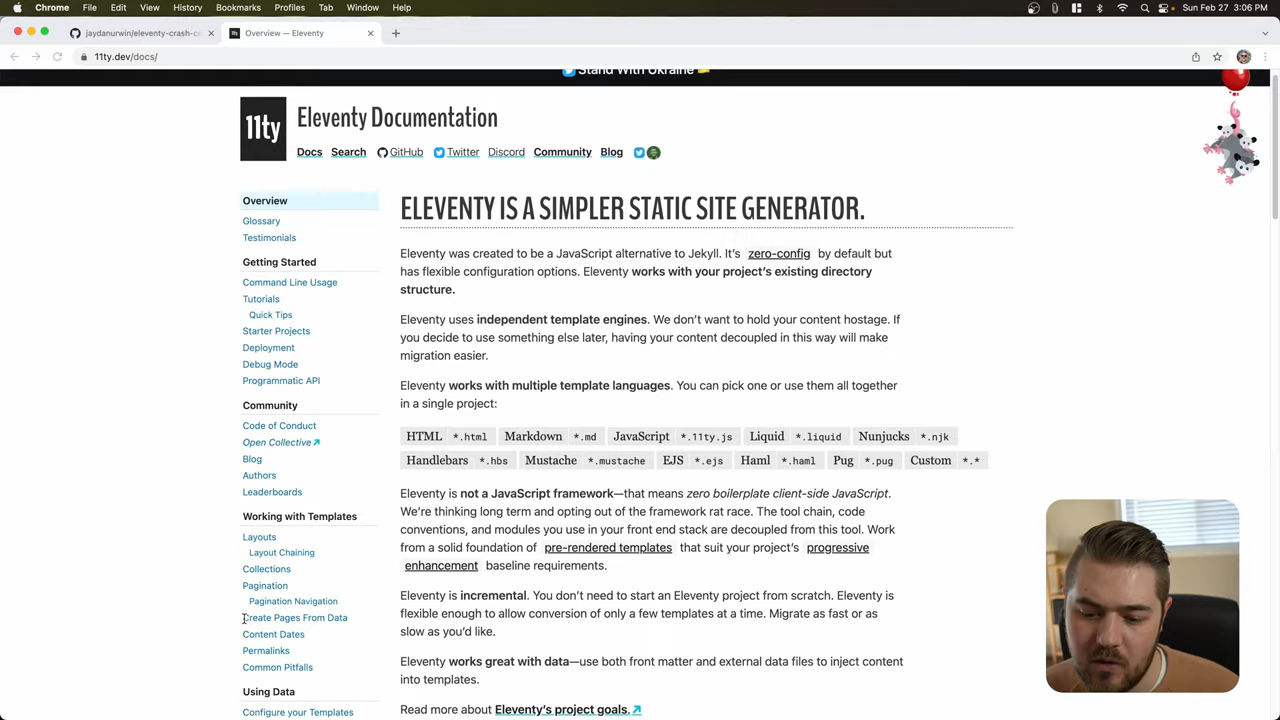 Chrome File Edit View History Bookmarks Profiles Tab Window Help Sun Feb 27 3:06 PM
jaydanurwin/eleventy-crash-co
Overview — Eleventy
11ty.dev/docs/
Stand With Ukraine
11ty
Eleventy Documentation
Docs Search GitHub Twitter Discord Community Blog
Overview
Glossary
Testimonials
Getting Started
Command Line Usage
Tutorials
Quick Tips
Starter Projects
Deployment
Debug Mode
Programmatic API
Community
Code of Conduct
Open Collective
Blog
Authors
Leaderboards
Working with Templates
Layouts
Layout Chaining
Collections
Pagination
Pagination Navigation
Create Pages From Data
Content Dates
Permalinks
Common Pitfalls
Using Data
Configure your Templates
ELEVENTY IS A SIMPLER STATIC SITE GENERATOR.
Eleventy was created to be a JavaScript alternative to Jekyll. It’s zero-config by default but
has flexible configuration options. Eleventy works with your project’s existing directory
structure.
Eleventy uses independent template engines. We don’t want to hold your content hostage. If
you decide to use something else later, having your content decoupled in this way will make
migration easier.
Eleventy works with multiple template languages. You can pick one or use them all together
in a single project:
HTML *.html Markdown *.md JavaScript *.11ty.js Liquid *.liquid Nunjucks *.njk
Handlebars *.hbs Mustache *.mustache EJS *.ejs Haml *.haml Pug *.pug Custom *.*
Eleventy is not a JavaScript framework—that means zero boilerplate client-side JavaScript.
We’re thinking long term and opting out of the framework rat race. The tool chain, code
conventions, and modules you use in your front end stack are decoupled from this tool. Work
from a solid foundation of pre-rendered templates that suit your project’s progressive
enhancement baseline requirements.
Eleventy is incremental. You don’t need to start an Eleventy project from scratch. Eleventy is
flexible enough to allow conversion of only a few templates at a time. Migrate as fast or as
slow as you’d like.
Eleventy works great with data—use both front matter and external data files to inject content
into templates.
Read more about Eleventy’s project goals.